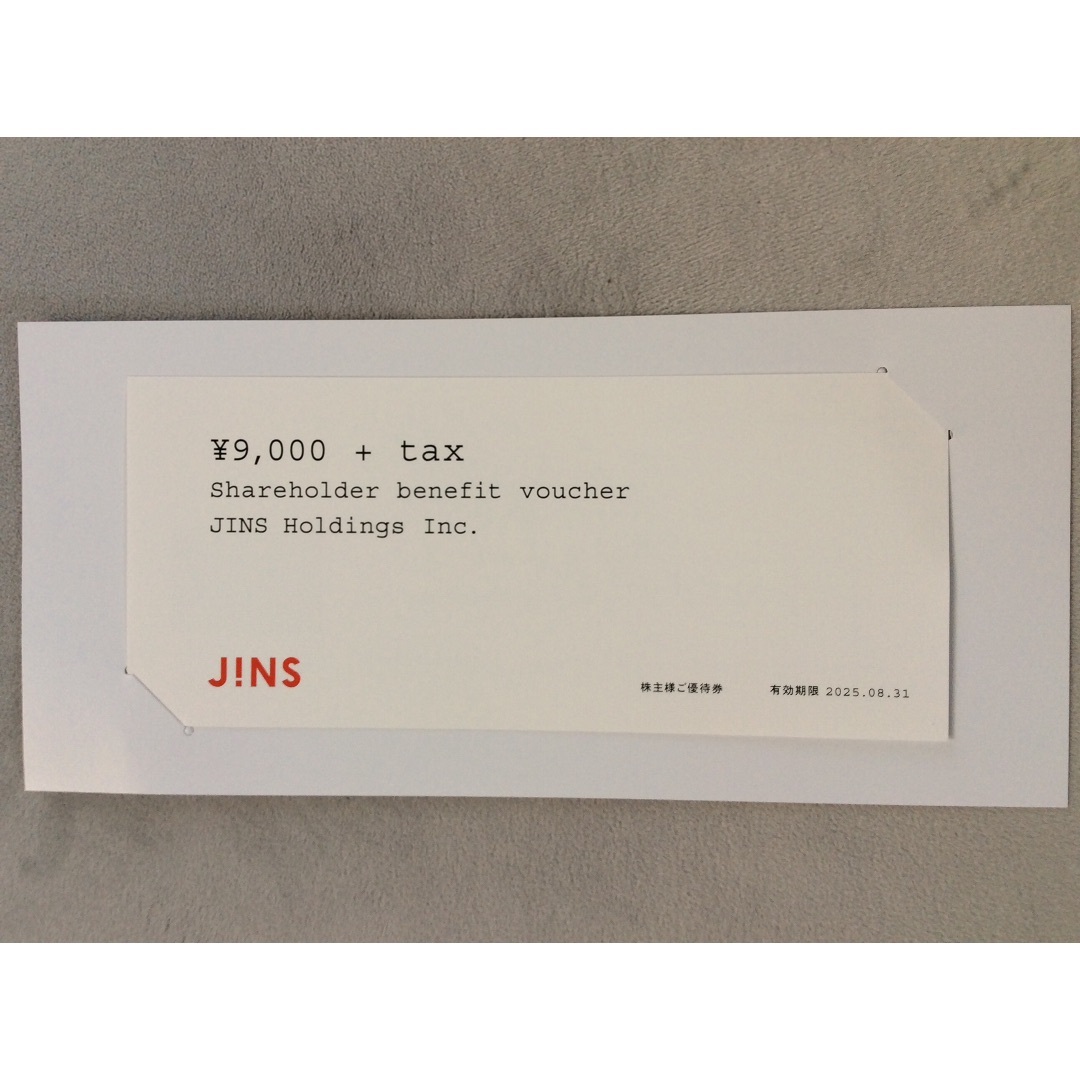 ¥9,000 + tax
Shareholder benefit voucher
JINS Holdings Inc.
J!NS
株主様ご優待券 有効期限 2025.08.31